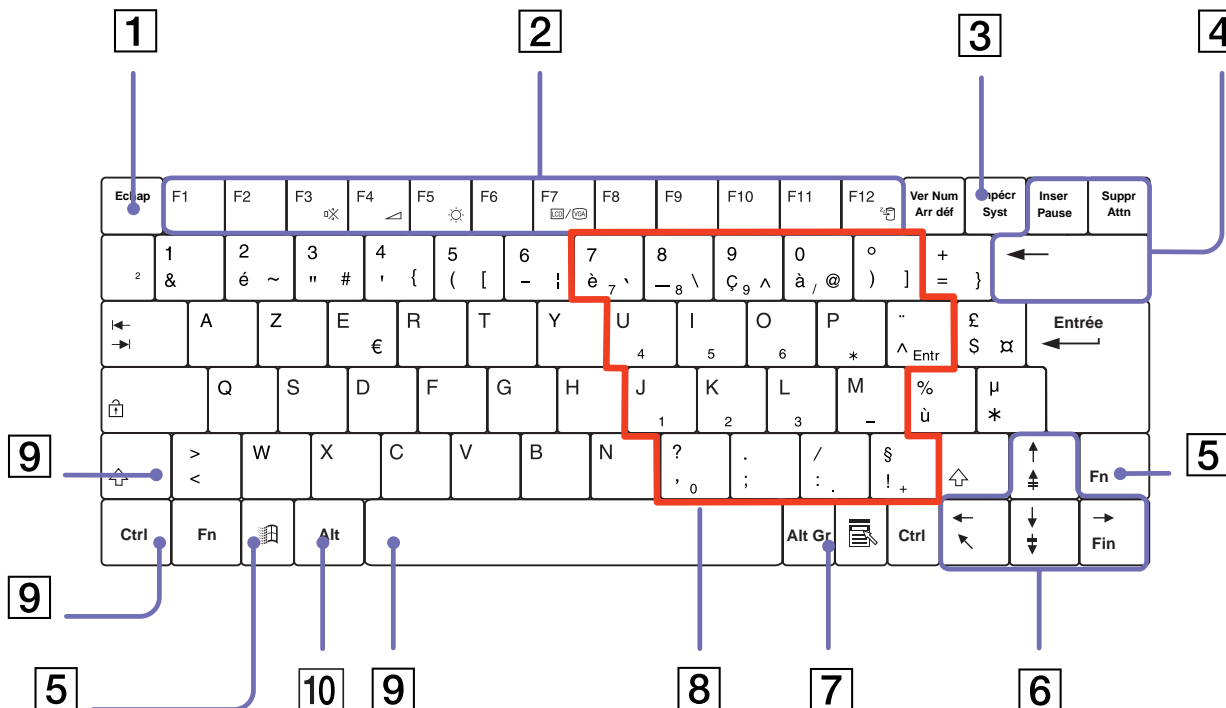 1 2 3 4
Echap F1 F2 F3 F4 F5 F6 F7 LCD/VGA F8 F9 F10 F11 F12 Ver Num Arr déf Impécr Syst Inser Pause Suppr Attn
² 1 & 2 é ~ 3 " # 4 ' { 5 ( [ 6 - ¦ 7 è 7 ` 8 _ 8 \ 9 ç 9 ^ 0 à / @ ° ) ] + = }
A Z E € R T Y U 4 I 5 O 6 P * ¨ ^ Entr £ $ ¤ Entrée
Q S D F G H J 1 K 2 L 3 M - % ù µ *
9 > < W X C V B N ? , 0 . ; / : . § ! + Fn 5
Ctrl Fn Alt Alt Gr Ctrl Fin
9
5 10 9 8 7 6